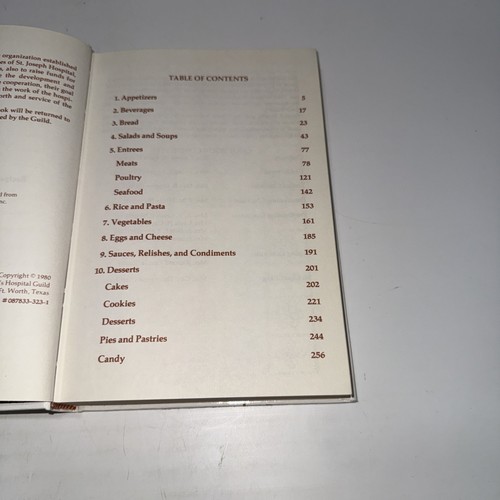 organization established
es of St. Joseph Hospital,
, also to raise funds for
the development and
cooperation, their goal
the work of the hospi-
orth and service of the
ook will be returned to
ed by the Guild.
d from
nc.
Copyright © 1980
's Hospital Guild
Ft. Worth, Texas
# 087833-323-1
TABLE OF CONTENTS
1. Appetizers 5
2. Beverages 17
3. Bread 23
4. Salads and Soups 43
5. Entrees 77
Meats 78
Poultry 121
Seafood 142
6. Rice and Pasta 153
7. Vegetables 161
8. Eggs and Cheese 185
9. Sauces, Relishes, and Condiments 191
10. Desserts 201
Cakes 202
Cookies 221
Desserts 234
Pies and Pastries 244
Candy 256